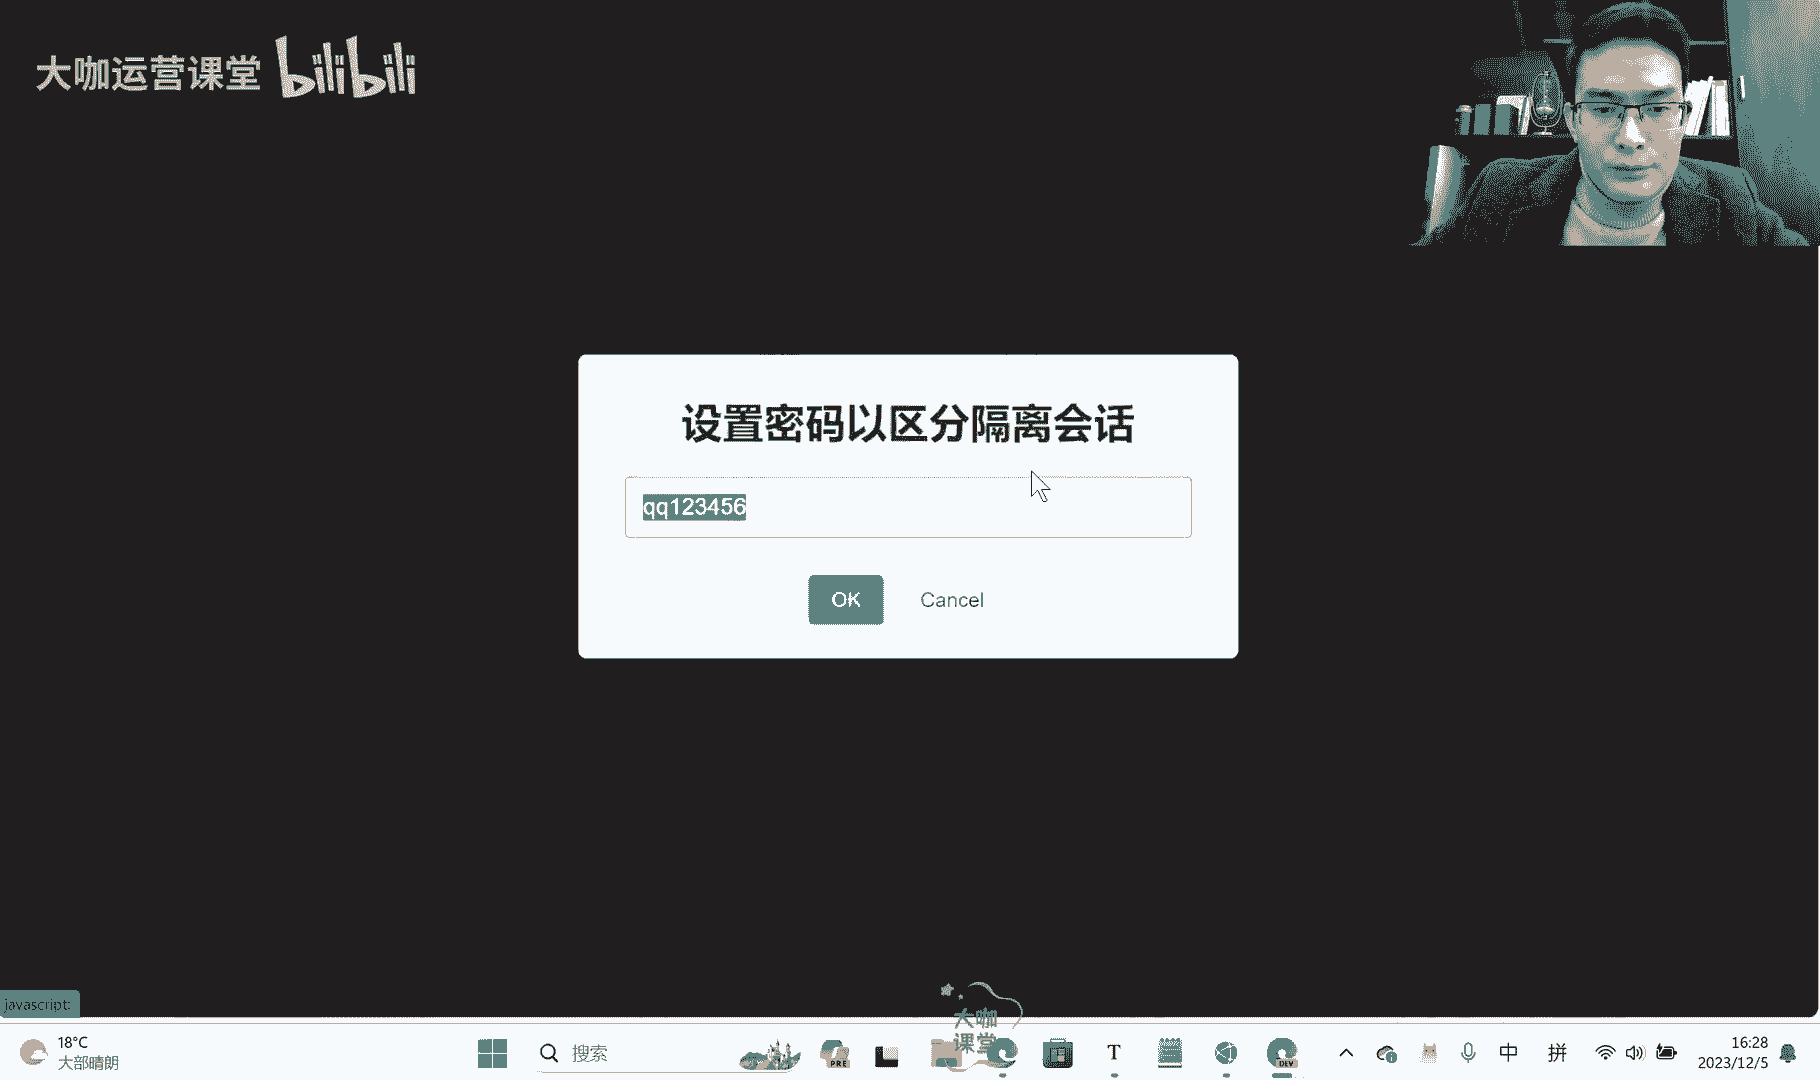 大咖运营课堂 bilibili
设置密码以区分隔离会话
qq123456
OK Cancel
javascript:
大咖
课堂
18°C
大部晴朗
搜索
PRE
T
DEV
中
拼
16:28
2023/12/5